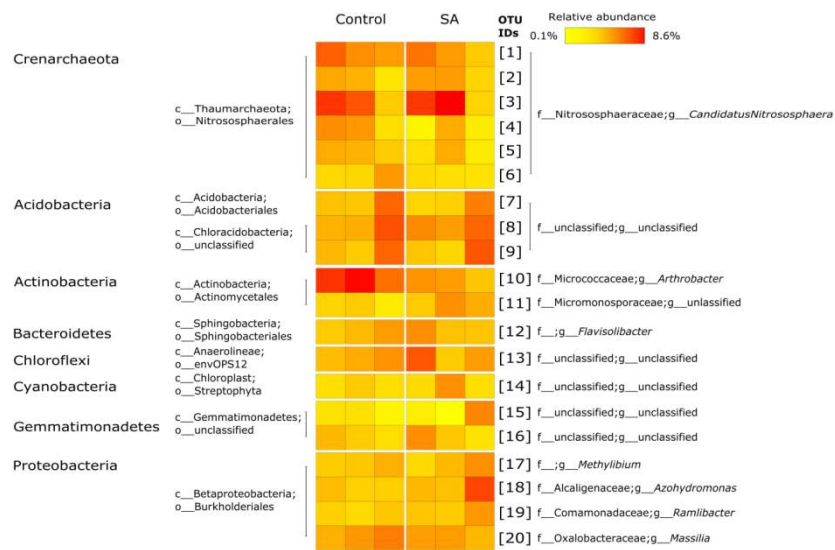 Control SA OTU IDs Relative abundance
0.1% 8.6%
Crenarchaeota
c__Thaumarchaeota;
o__Nitrososphaerales
[1]
[2]
[3]
[4]
[5]
[6]
f__Nitrososphaeraceae;g__CandidatusNitrososphaera
Acidobacteria
c__Acidobacteria;
o__Acidobacteriales
c__Chloracidobacteria;
o__unclassified
[7]
[8]
[9]
f__unclassified;g__unclassified
Actinobacteria
c__Actinobacteria;
o__Actinomycetales
[10] f__Micrococcaceae;g__Arthrobacter
[11] f__Micromonosporaceae;g__unlassified
Bacteroidetes
c__Sphingobacteria;
o__Sphingobacteriales
[12] f__;g__Flavisolibacter
Chloroflexi
c__Anaerolineae;
o__envOPS12
[13] f__unclassified;g__unclassified
Cyanobacteria
c__Chloroplast;
o__Streptophyta
[14] f__unclassified;g__unclassified
Gemmatimonadetes
c__Gemmatimonadetes;
o__unclassified
[15] f__unclassified;g__unclassified
[16] f__unclassified;g__unclassified
Proteobacteria
c__Betaproteobacteria;
o__Burkholderiales
[17] f__;g__Methylibium
[18] f__Alcaligenaceae;g__Azohydromonas
[19] f__Comamonadaceae;g__Ramlibacter
[20] f__Oxalobacteraceae;g__Massilia